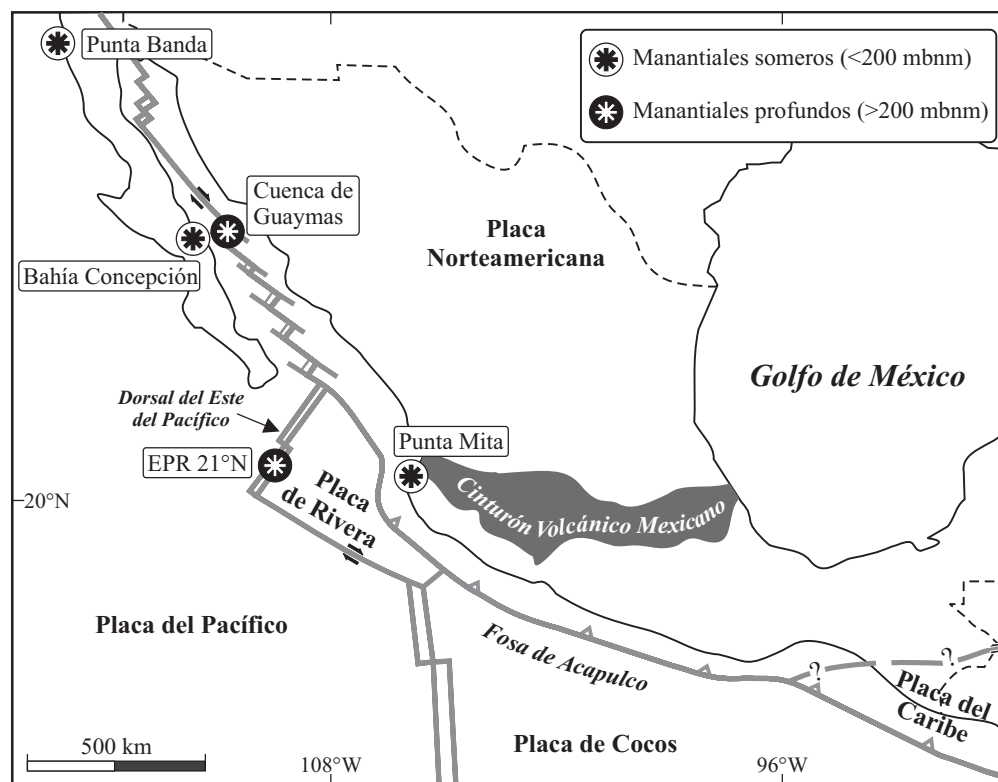 Punta Banda
Manantiales someros (<200 mbnm)
Manantiales profundos (>200 mbnm)
Cuenca de
Guaymas
Placa
Norteamericana
Bahía Concepción
Golfo de México
Dorsal del Este
del Pacífico
Punta Mita
EPR 21°N
Placa
de Rivera
Cinturón Volcánico Mexicano
20°N
Placa del Pacífico
Fosa de Acapulco
?
?
Placa del
Caribe
Placa de Cocos
500 km
108°W
96°W